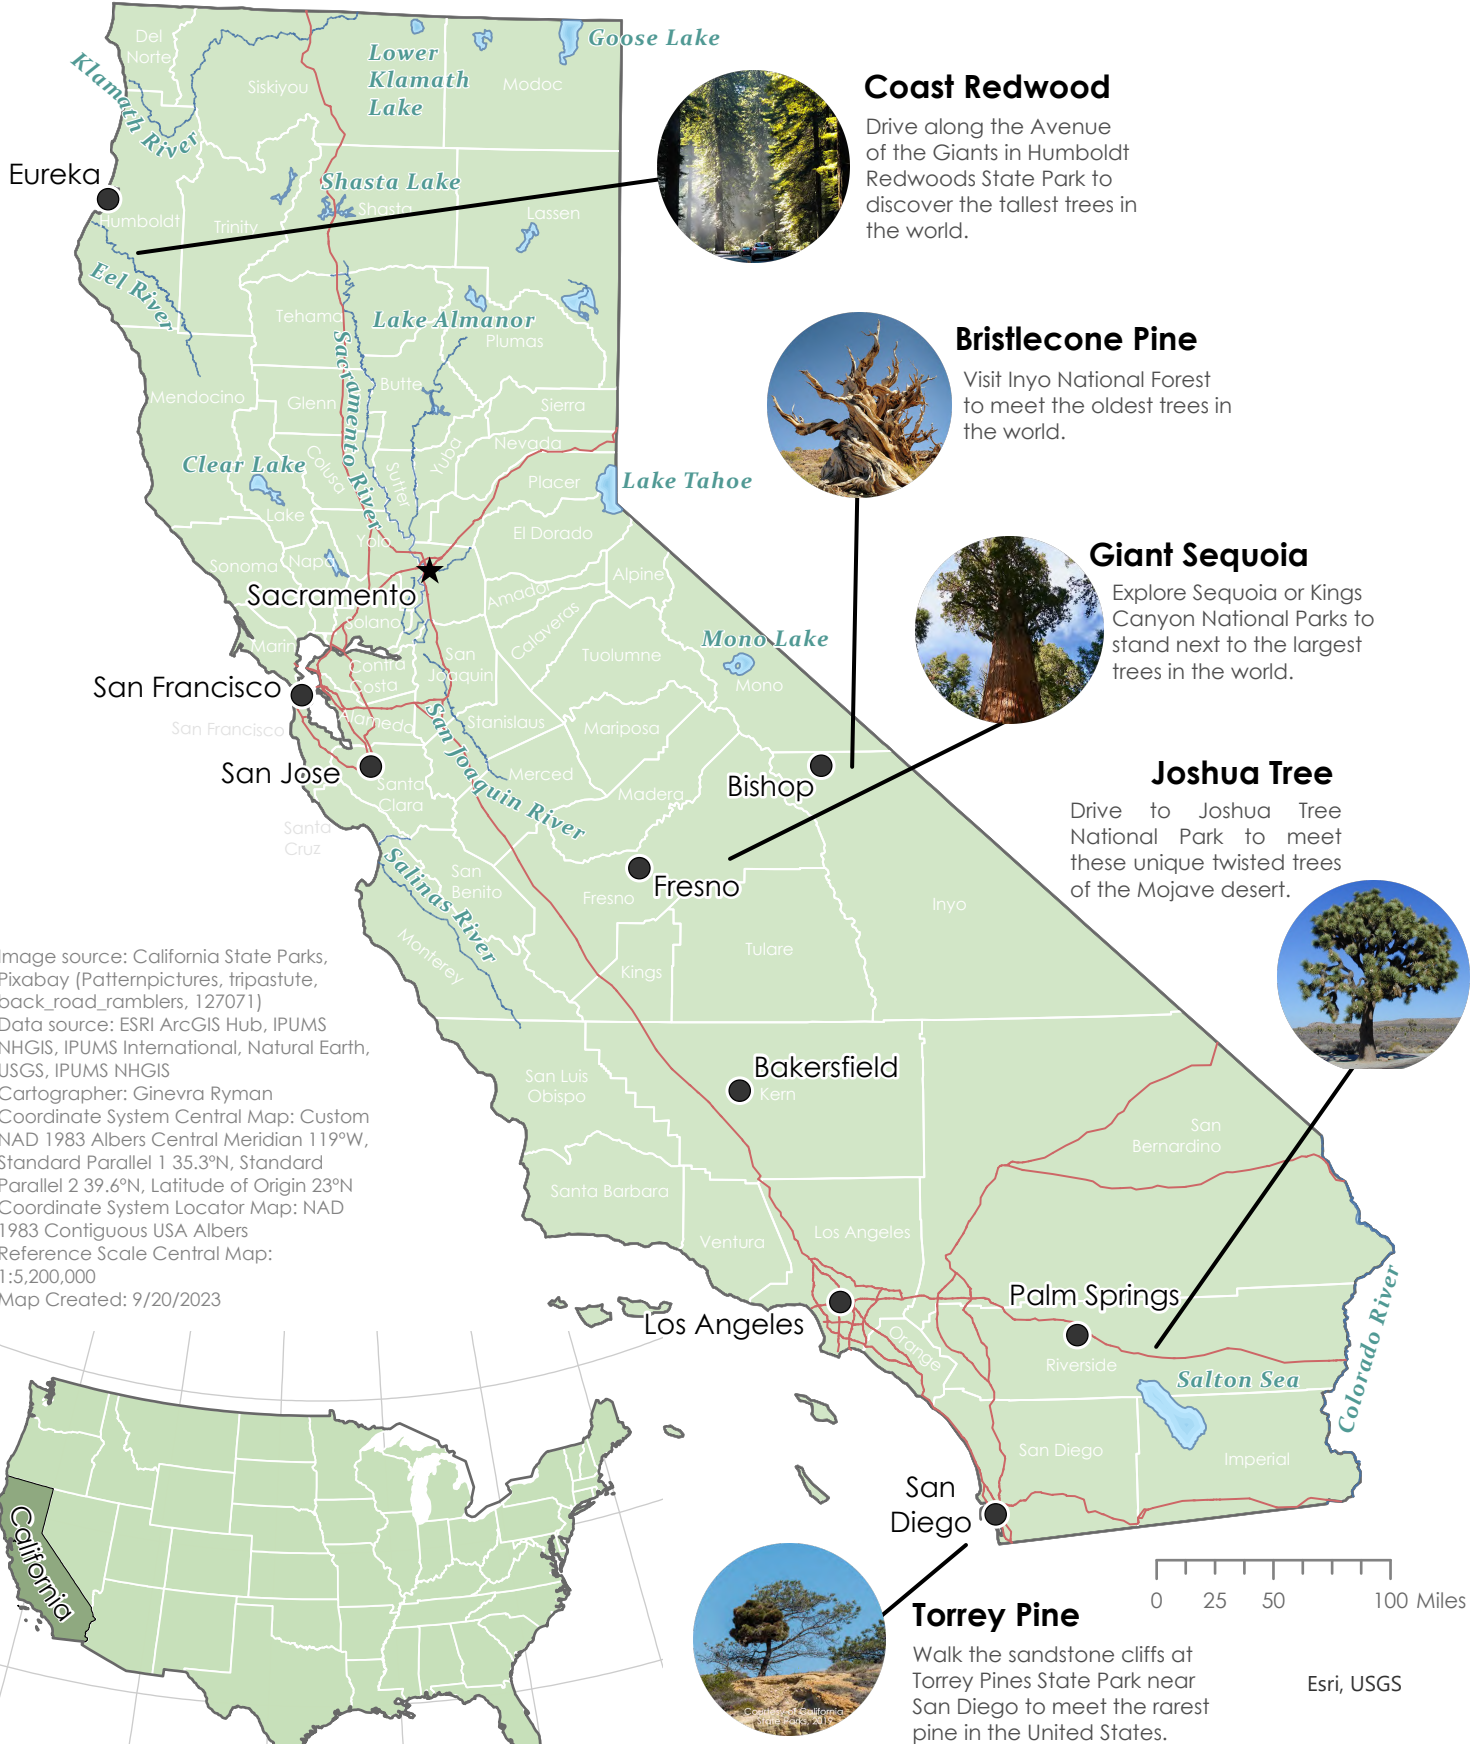 Del
Norte
Siskiyou
Modoc
Goose Lake
Lower
Klamath
Lake
Klamath River
Eureka
Humboldt
Trinity
Shasta Lake
Shasta
Lassen
Eel River
Coast Redwood
Drive along the Avenue
of the Giants in Humboldt
Redwoods State Park to
discover the tallest trees in
the world.
Tehama
Lake Almanor
Plumas
Sacramento River
Butte
Glenn
Mendocino
Sierra
Nevada
Yuba
Sutter
Colusa
Clear Lake
Lake
Placer
Lake Tahoe
Bristlecone Pine
Visit Inyo National Forest
to meet the oldest trees in
the world.
Yolo
El Dorado
Sonoma
Napa
Sacramento
Alpine
Amador
Calaveras
Solano
Marin
Contra
Costa
San
Joaquin
Tuolumne
Mono Lake
Mono
Giant Sequoia
Explore Sequoia or Kings
Canyon National Parks to
stand next to the largest
trees in the world.
San Francisco
San Francisco
Alameda
Stanislaus
Mariposa
San Joaquin River
San Jose
Santa
Clara
Merced
Madera
Bishop
Santa
Cruz
Salinas River
San
Benito
Fresno
Fresno
Inyo
Joshua Tree
Drive to Joshua Tree
National Park to meet
these unique twisted trees
of the Mojave desert.
Monterey
Kings
Tulare
Image source: California State Parks,
Pixabay (Patternpictures, tripastute,
back_road_ramblers, 127071)
Data source: ESRI ArcGIS Hub, IPUMS
NHGIS, IPUMS International, Natural Earth,
USGS, IPUMS NHGIS
Cartographer: Ginevra Ryman
Coordinate System Central Map: Custom
NAD 1983 Albers Central Meridian 119°W,
Standard Parallel 1 35.3°N, Standard
Parallel 2 39.6°N, Latitude of Origin 23°N
Coordinate System Locator Map: NAD
1983 Contiguous USA Albers
Reference Scale Central Map:
1:5,200,000
Map Created: 9/20/2023
San Luis
Obispo
Bakersfield
Kern
San
Bernardino
Santa Barbara
Ventura
Los Angeles
Los Angeles
Orange
Palm Springs
Riverside
Salton Sea
Colorado River
San Diego
Imperial
San
Diego
California
0 25 50 100 Miles
Torrey Pine
Walk the sandstone cliffs at
Torrey Pines State Park near
San Diego to meet the rarest
pine in the United States.
Courtesy of California
Esri, USGS